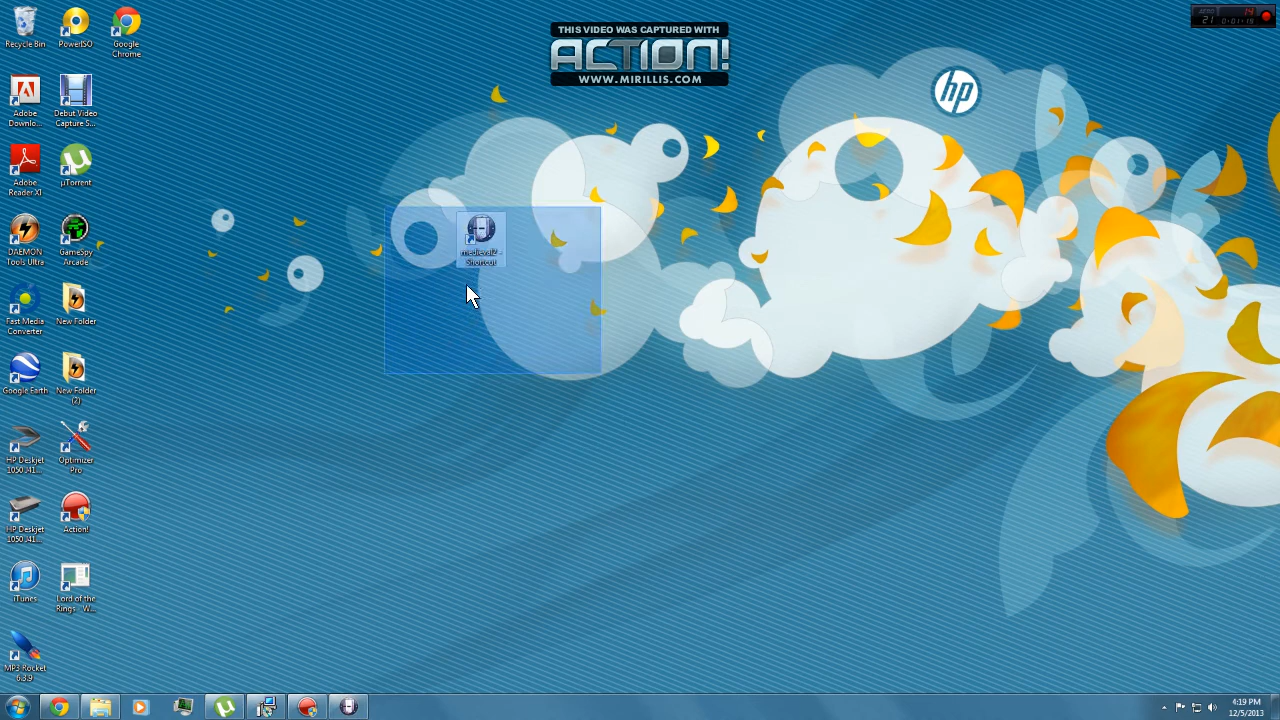 Recycle Bin
PowerISO
Google
Chrome
THIS VIDEO WAS CAPTURED WITH
ACTION!
WWW.MIRILLIS.COM
hp
Adobe
Downlo...
Debut Video
Capture S...
Adobe
Reader XI
µTorrent
DAEMON
Tools Ultra
GameSpy
Arcade
medieval2 -
Shortcut
Fast Media
Converter
New Folder
Google Earth
New Folder
(2)
HP Deskjet
1050 J41...
Optimizer
Pro
HP Deskjet
1050 J41...
Action!
iTunes
Lord of the
Rings - W...
MP3 Rocket
6.3.9
4:19 PM
12/5/2013